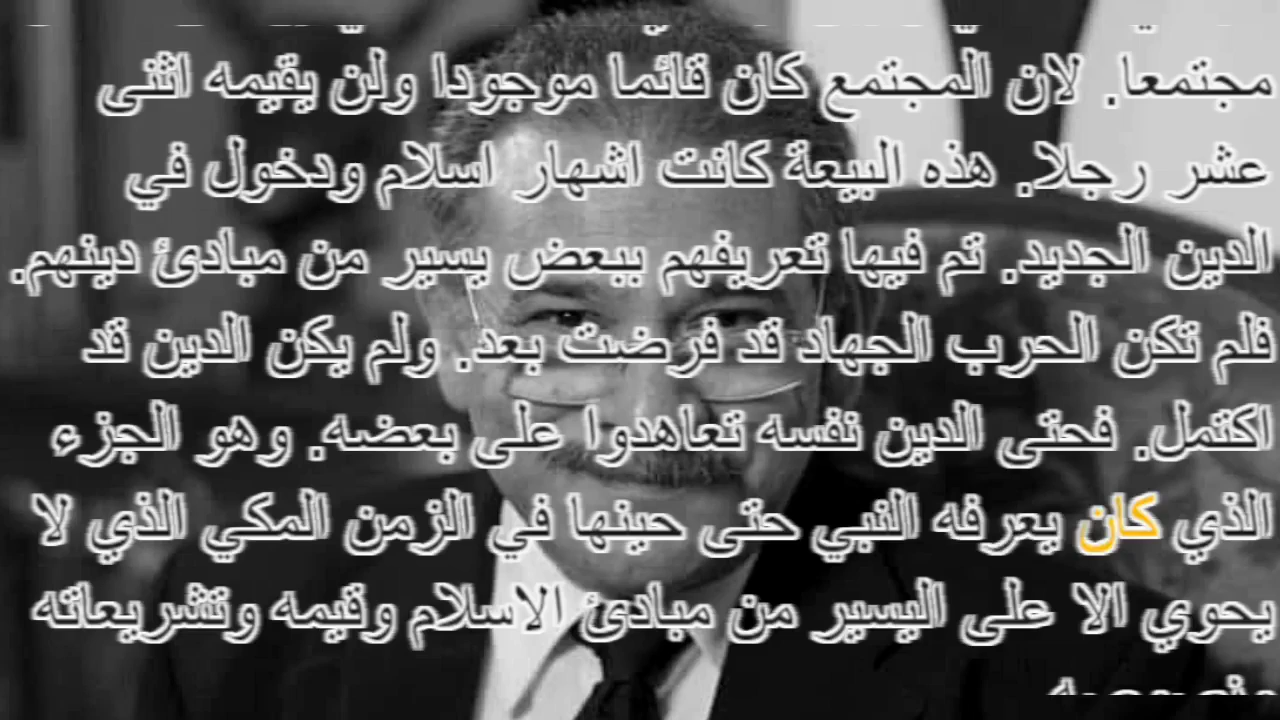 مجتمعا. لان المجتمع كان قائما موجودا ولن يقيمه اثنى
عشر رجلا. هذه البيعة كانت اشهار اسلام ودخول في
الدين الجديد. تم فيها تعريفهم ببعض يسير من مبادئ دينهم.
فلم تكن الحرب الجهاد قد فرضت بعد. ولم يكن الدين قد
اكتمل. فحتى الدين نفسه تعاهدوا على بعضه. وهو الجزء
الذي كان يعرفه النبي حتى حينها في الزمن المكي الذي لا
يحوي الا على اليسير من مبادئ الاسلام وقيمه وتشريعاته